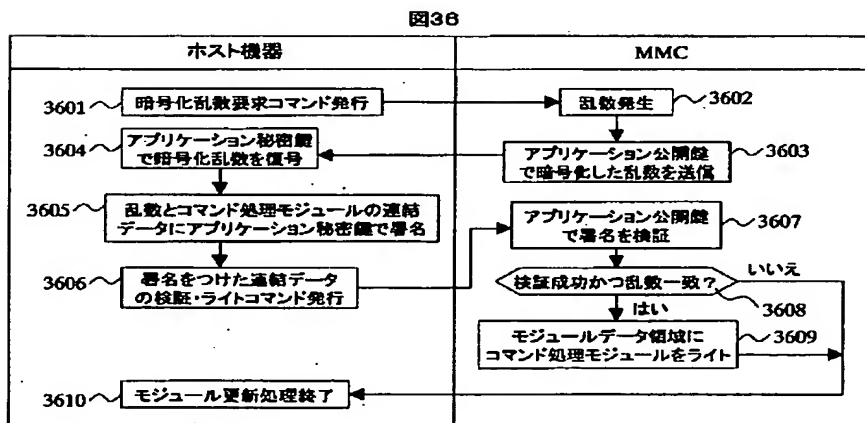 図36
ホスト機器
MMC
3601
暗号化乱数要求コマンド発行
乱数発生
3602
3604
アプリケーション秘密鍵
で暗号化乱数を復号
アプリケーション公開鍵
で暗号化した乱数を送信
3603
3605
乱数とコマンド処理モジュールの連結
データにアプリケーション秘密鍵で署名
アプリケーション公開鍵
で署名を検証
3607
3606
署名をつけた連結データ
の検証・ライトコマンド発行
検証成功かつ乱数一致?
いいえ
3608
はい
モジュールデータ領域に
コマンド処理モジュールをライト
3609
3610
モジュール更新処理終了